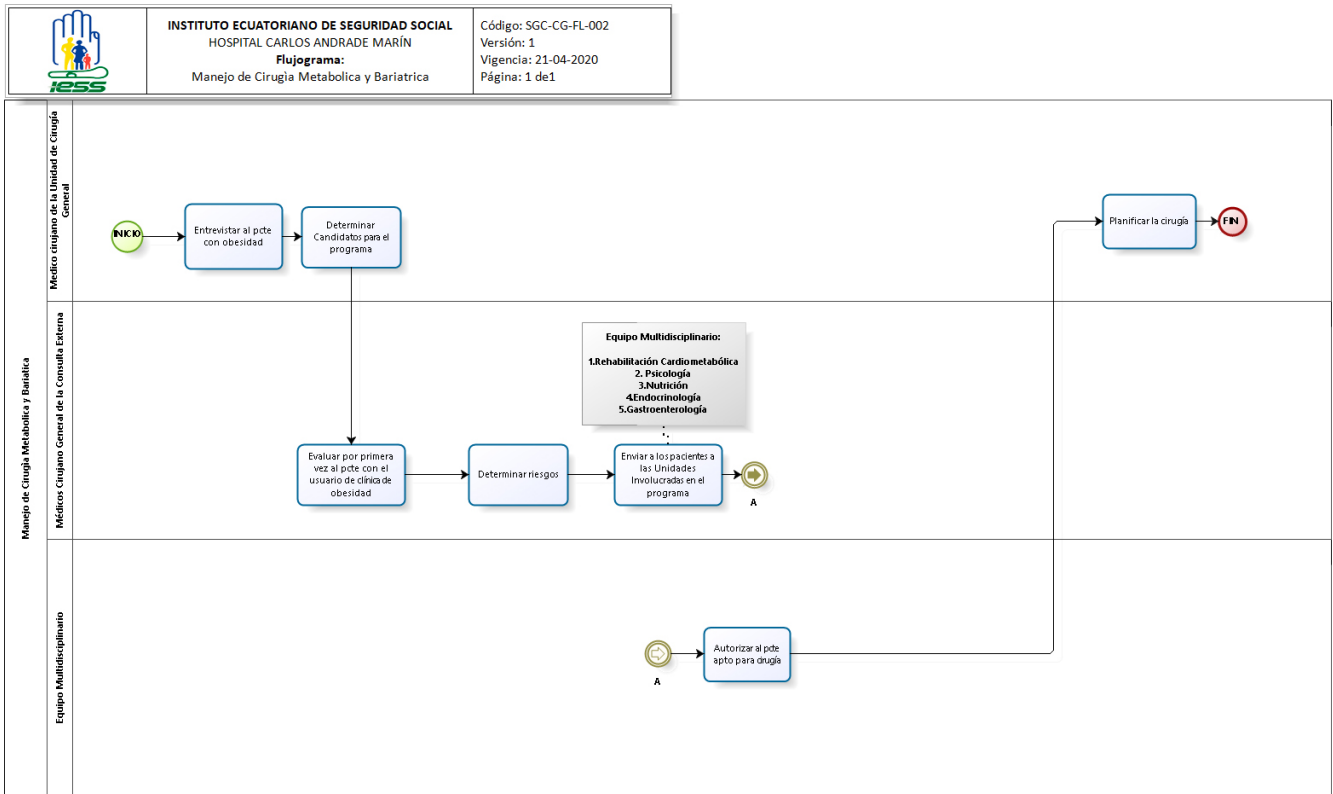 iess
INSTITUTO ECUATORIANO DE SEGURIDAD SOCIAL
HOSPITAL CARLOS ANDRADE MARÍN
Flujograma:
Manejo de Cirugìa Metabolica y Bariatrica
Código: SGC-CG-FL-002
Versión: 1
Vigencia: 21-04-2020
Página: 1 de1
Manejo de Cirugìa Metabolica y Bariatica
Medico cirujano de la Unidad de Cirugía
General
INICIO
Entrevistar al pcte
con obesidad
Determinar
Candidatos para el
programa
Planificar la cirugía
FIN
Médicos Cirujano General de la Consulta Externa
Equipo Multidisciplinario:
1.Rehabilitación Cardiometabólica
2. Psicología
3.Nutrición
4.Endocrinología
5.Gastroenterología
Evaluar por primera
vez al pcte con el
usuario de clínica de
obesidad
Determinar riesgos
Enviar a los pacientes a
las Unidades
Involucradas en el
programa
A
Equipo Multidisciplinario
A
Autorizar al pcte
apto para cirugía